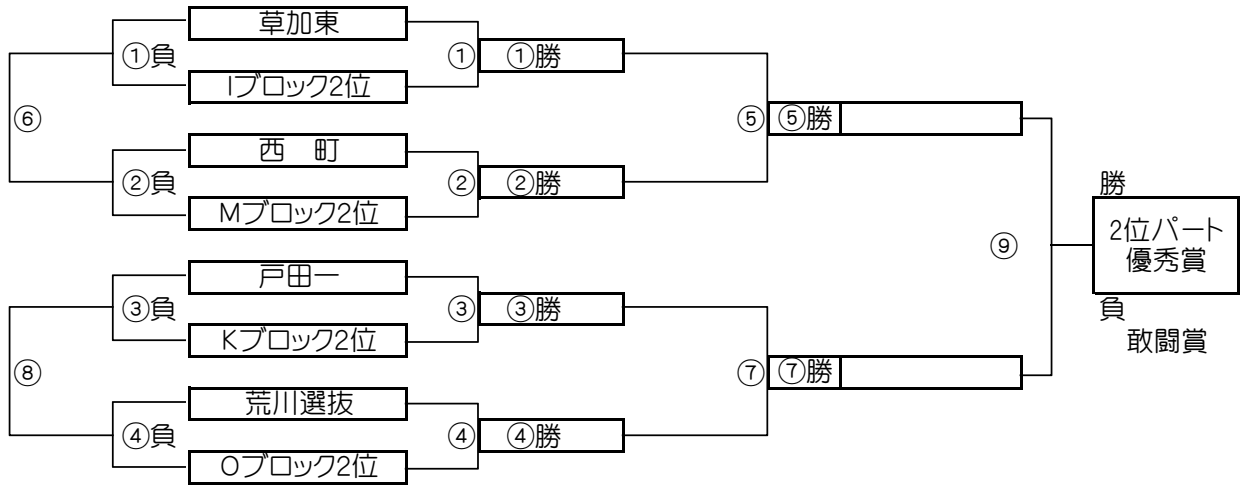 草加東
①負
①
①勝
Iブロック2位
⑥
⑤
⑤勝
西　町
②負
②
②勝
Mブロック2位
勝
2位パート
優秀賞
⑨
戸田一
③負
③
③勝
負
敢闘賞
Kブロック2位
⑧
⑦
⑦勝
荒川選抜
④負
④
④勝
Oブロック2位